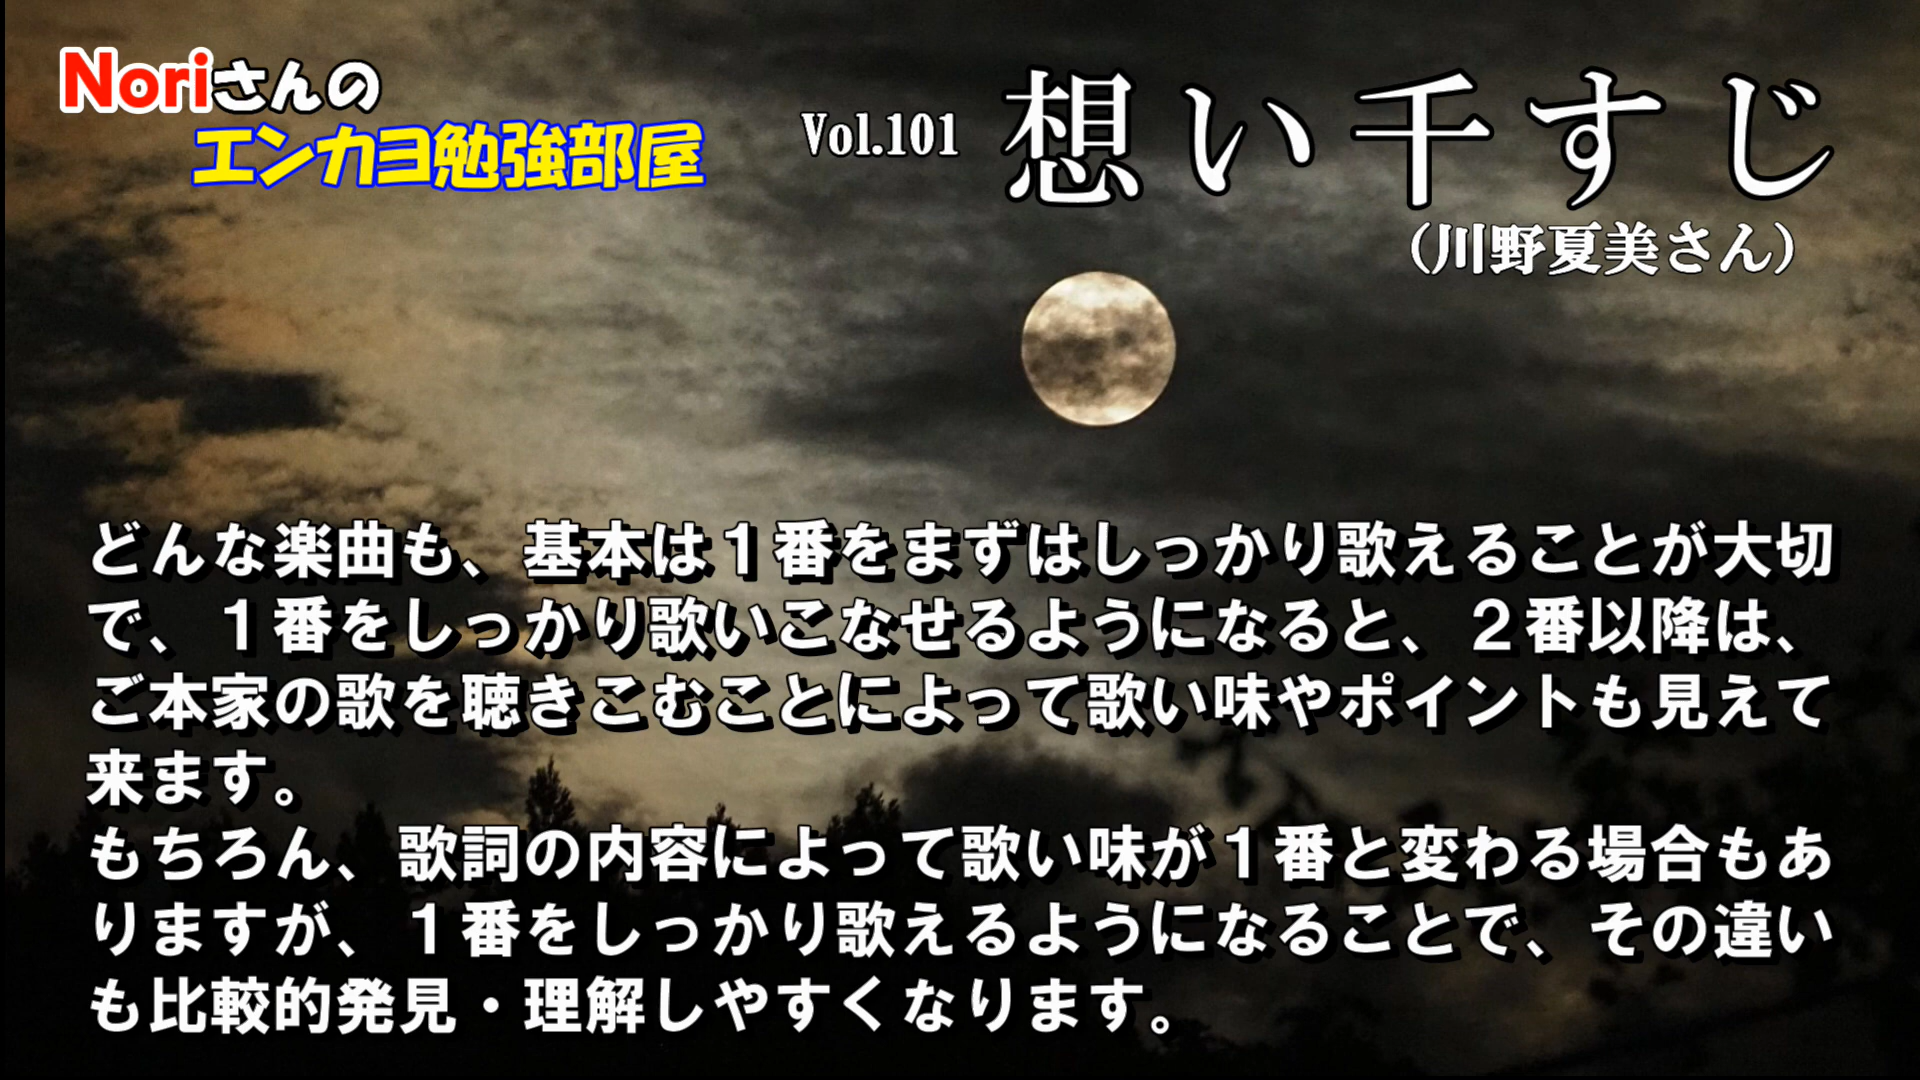 Noriさんの
エンカヨ勉強部屋
Vol.101 想い千すじ
（川野夏美さん）
どんな楽曲も、基本は１番をまずはしっかり歌えることが大切
で、１番をしっかり歌いこなせるようになると、２番以降は、
ご本家の歌を聴きこむことによって歌い味やポイントも見えて
来ます。
もちろん、歌詞の内容によって歌い味が１番と変わる場合もあ
りますが、１番をしっかり歌えるようになることで、その違い
も比較的発見・理解しやすくなります。